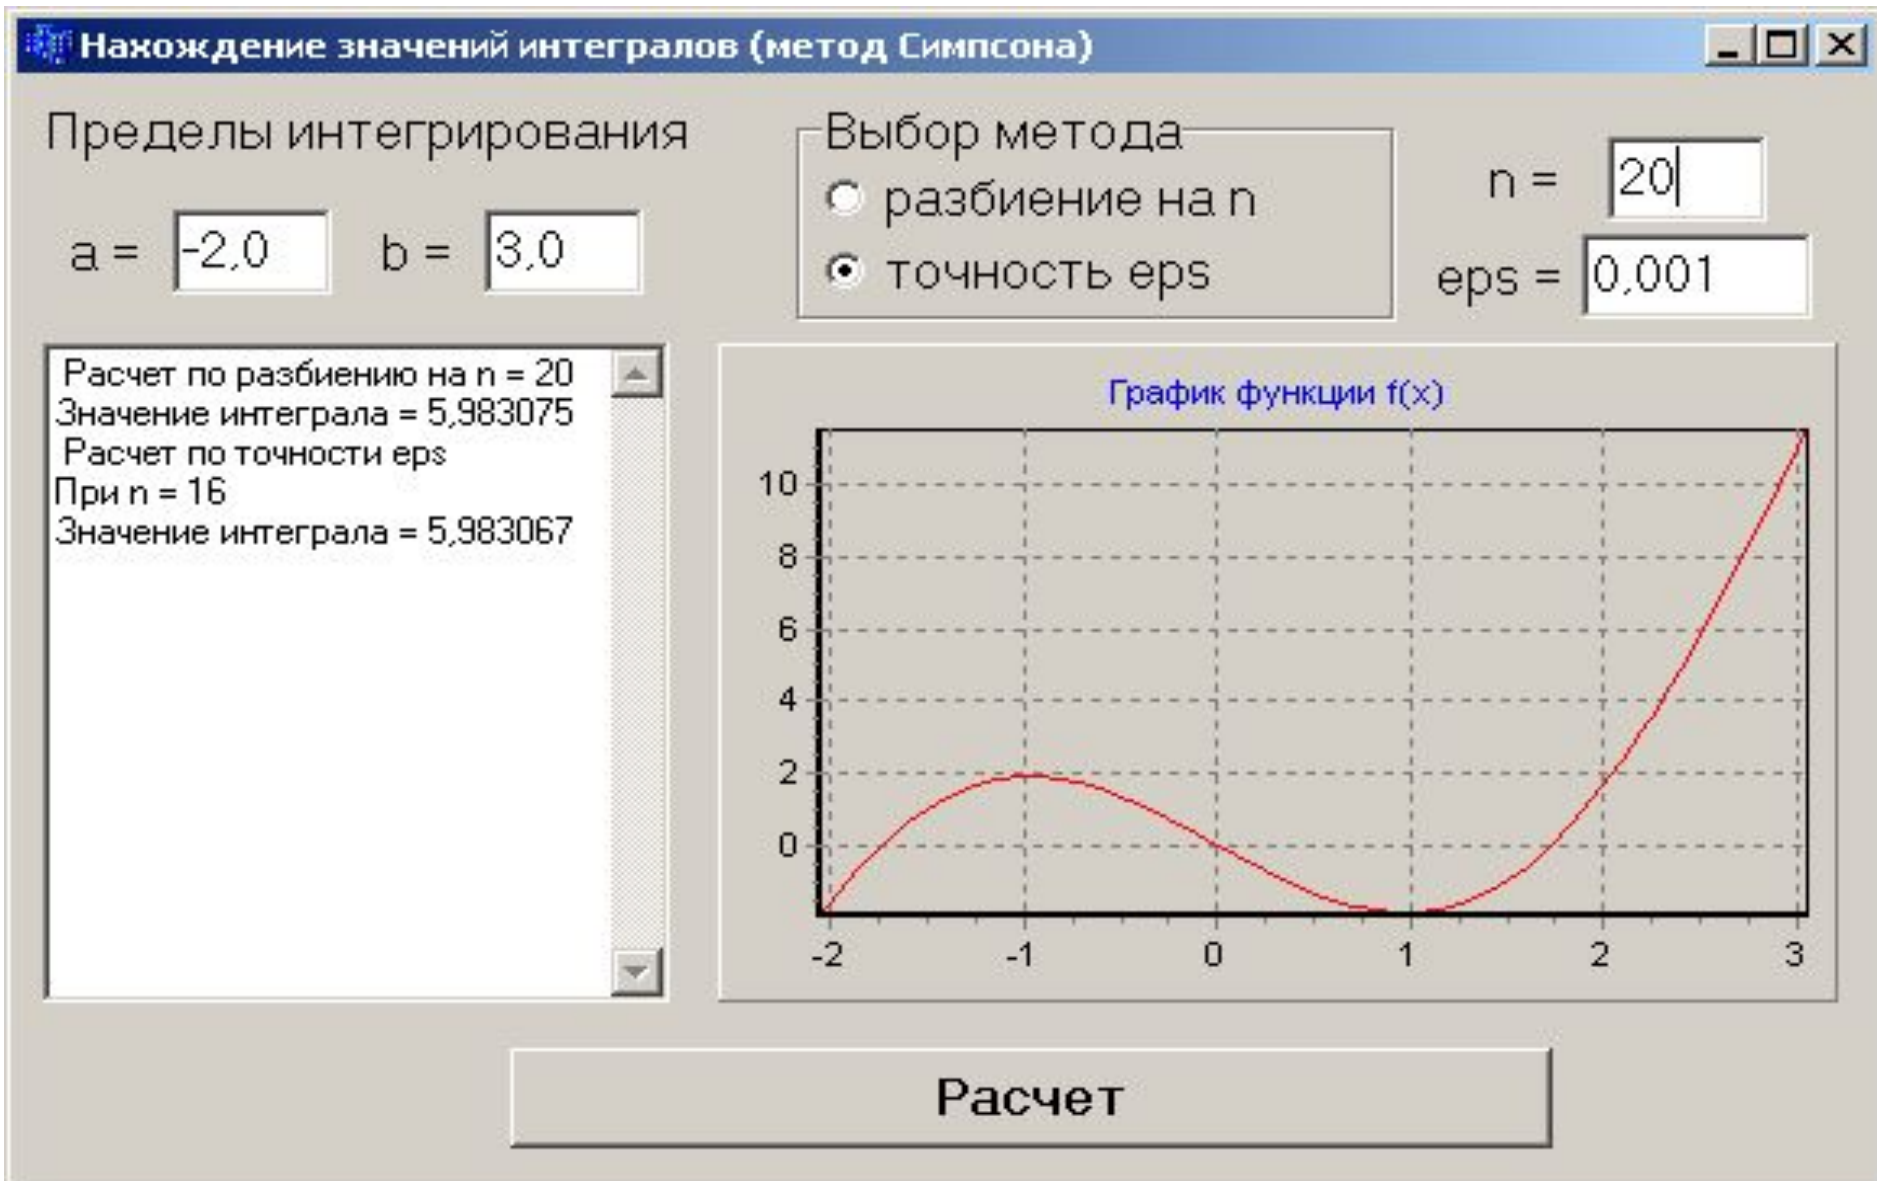 Нахождение значений интегралов (метод Симпсона)
Пределы интегрирования
a = -2,0 b = 3,0
Выбор метода
разбиение на n
точность eps
n = 20
eps = 0,001
Расчет по разбиению на n = 20
Значение интеграла = 5,983075
Расчет по точности eps
При n = 16
Значение интеграла = 5,983067
График функции f(x)
10
8
6
4
2
0
-2 -1 0 1 2 3
Расчет